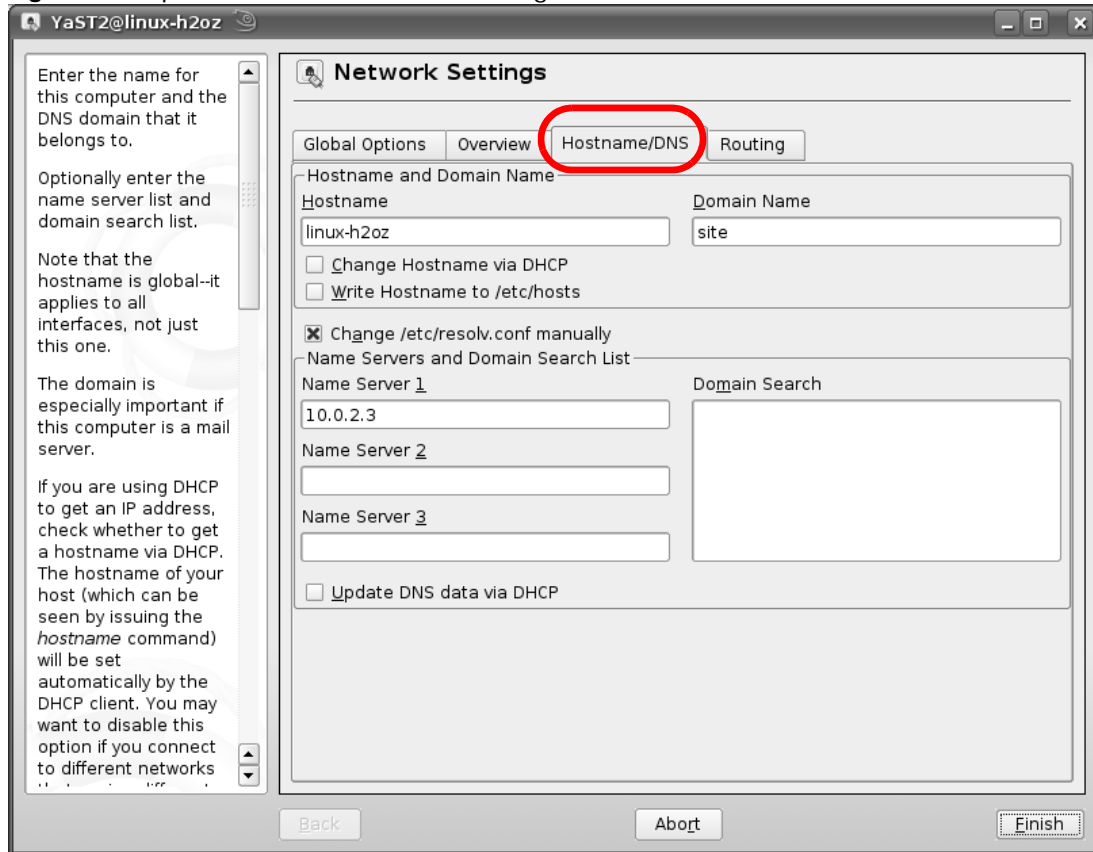 YaST2@linux-h2oz
Enter the name for
this computer and the
DNS domain that it
belongs to.
Optionally enter the
name server list and
domain search list.
Note that the
hostname is global--it
applies to all
interfaces, not just
this one.
The domain is
especially important if
this computer is a mail
server.
If you are using DHCP
to get an IP address,
check whether to get
a hostname via DHCP.
The hostname of your
host (which can be
seen by issuing the
hostname command)
will be set
automatically by the
DHCP client. You may
want to disable this
option if you connect
to different networks
Network Settings
Global Options
Overview
Hostname/DNS
Routing
Hostname and Domain Name
Hostname
Domain Name
linux-h2oz
site
Change Hostname via DHCP
Write Hostname to /etc/hosts
Change /etc/resolv.conf manually
Name Servers and Domain Search List
Name Server 1
Domain Search
10.0.2.3
Name Server 2
Name Server 3
Update DNS data via DHCP
Back
Abort
Finish